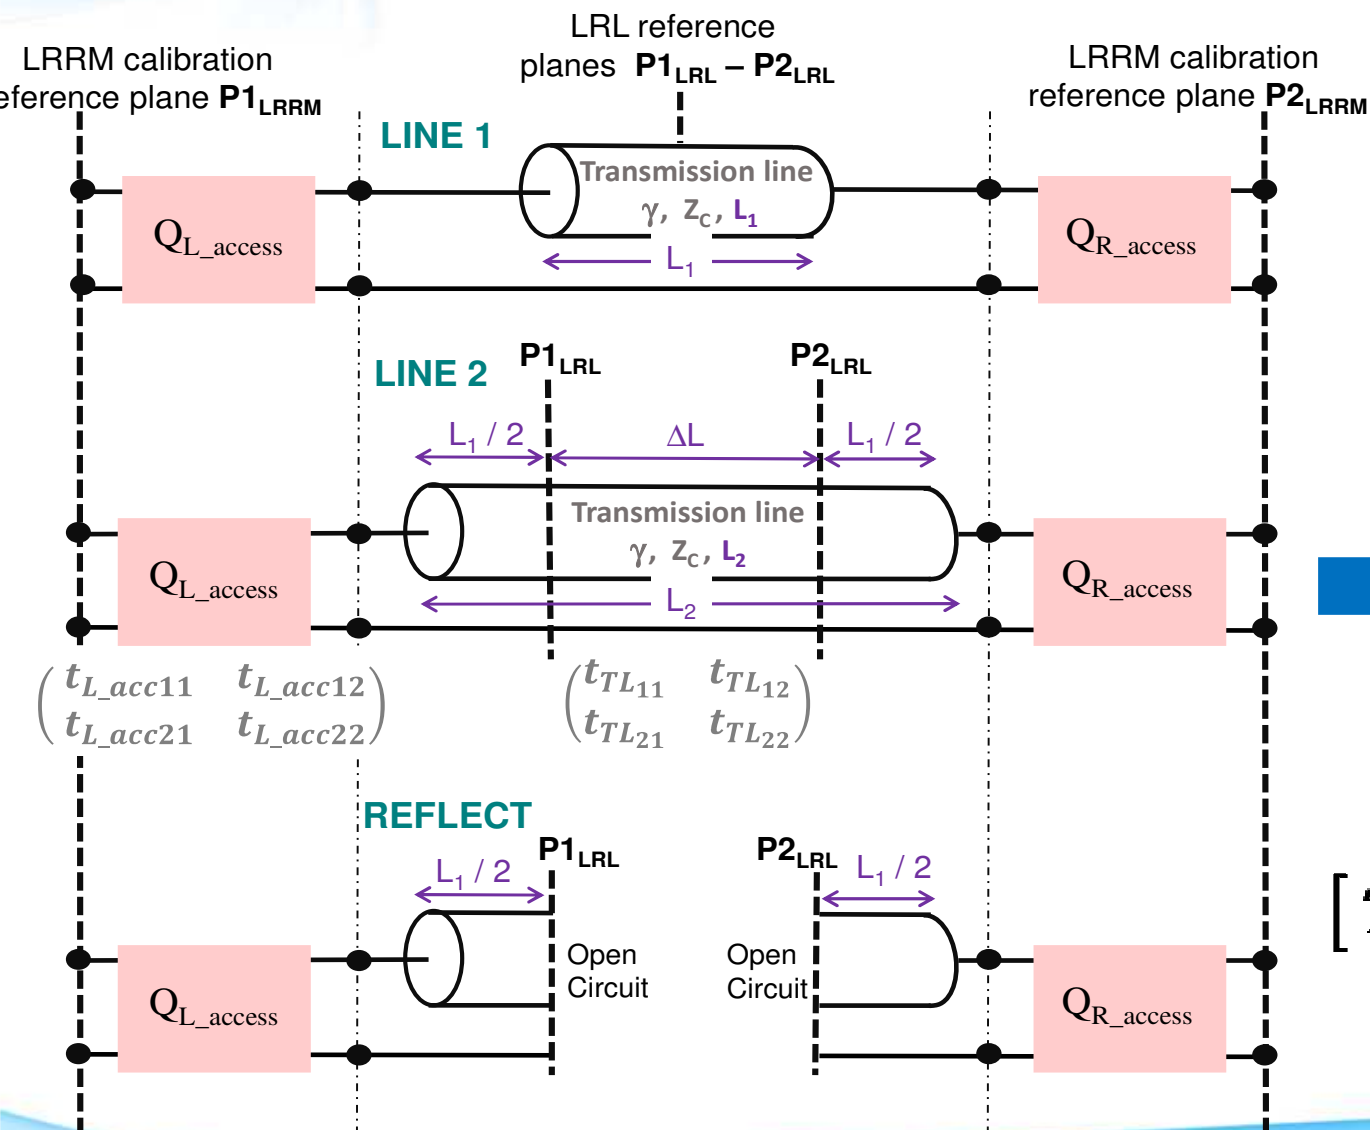 LRL reference
planes P1LRL – P2LRL
LRRM calibration
eference plane P1LRRM
LRRM calibration
reference plane P2LRRM
LINE 1
Transmission line
γ, ZC, L1
L1
QL_access
QR_access
LINE 2
P1LRL
P2LRL
L1 / 2
ΔL
L1 / 2
Transmission line
γ, ZC, L2
L2
QL_access
QR_access
(tL_acc11 tL_acc12)
(tL_acc21 tL_acc22)
(tTL11 tTL12)
(tTL21 tTL22)
REFLECT
P1LRL
P2LRL
L1 / 2
L1 / 2
Open
Circuit
Open
Circuit
QL_access
QR_access